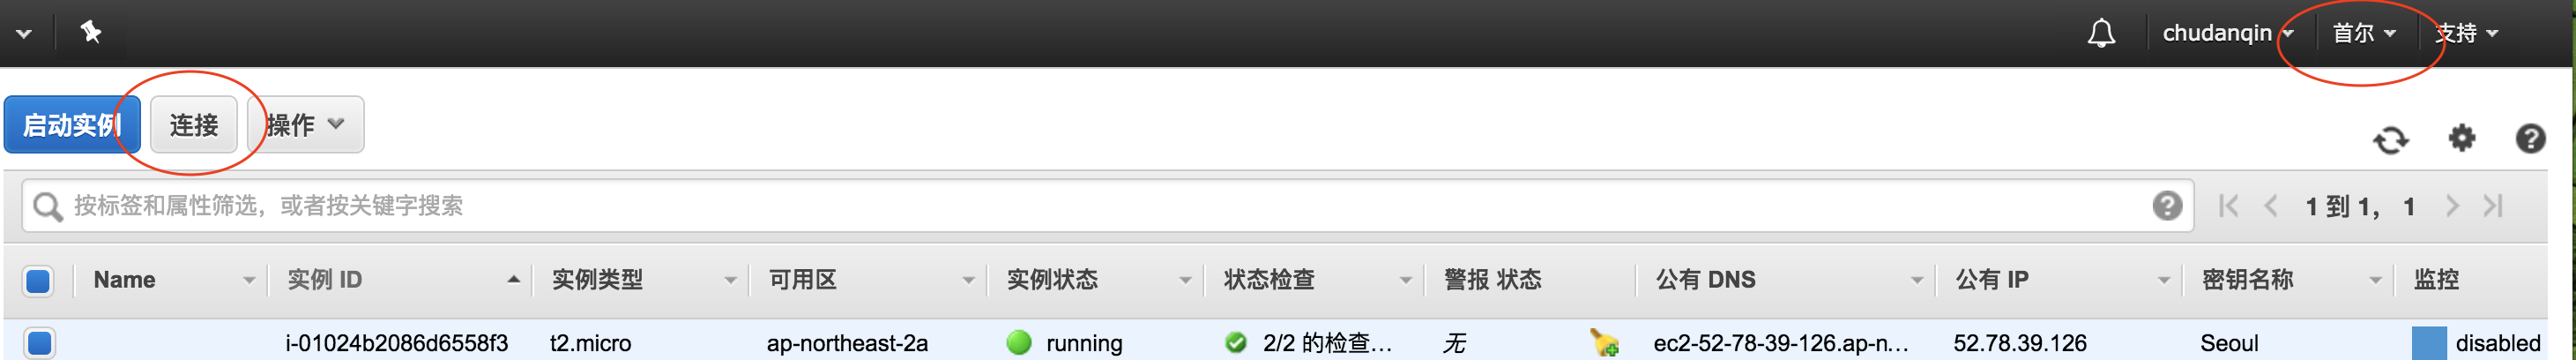 chudanqin 首尔 支持
启动实例 连接 操作
按标签和属性筛选，或者按关键字搜索 1 到 1， 1
Name 实例 ID 实例类型 可用区 实例状态 状态检查 警报 状态 公有 DNS 公有 IP 密钥名称 监控
i-01024b2086d6558f3 t2.micro ap-northeast-2a running 2/2 的检查... 无 ec2-52-78-39-126.ap-n... 52.78.39.126 Seoul disabled